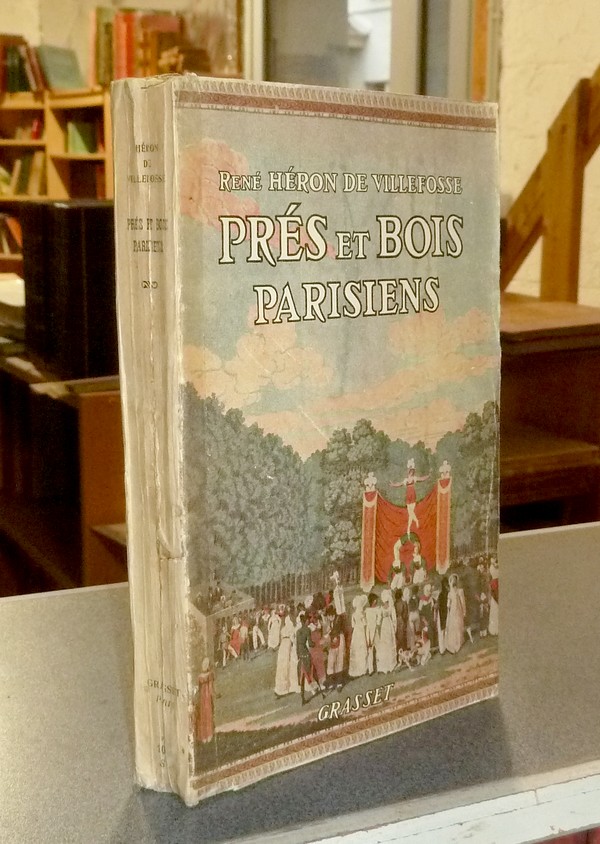 HÉRON
DE
VILLEFOSSE
PRÉS ET BOIS
PARISIENS
GRASSET
RENÉ HÉRON DE VILLEFOSSE
PRÉS ET BOIS
PARISIENS
GRASSET